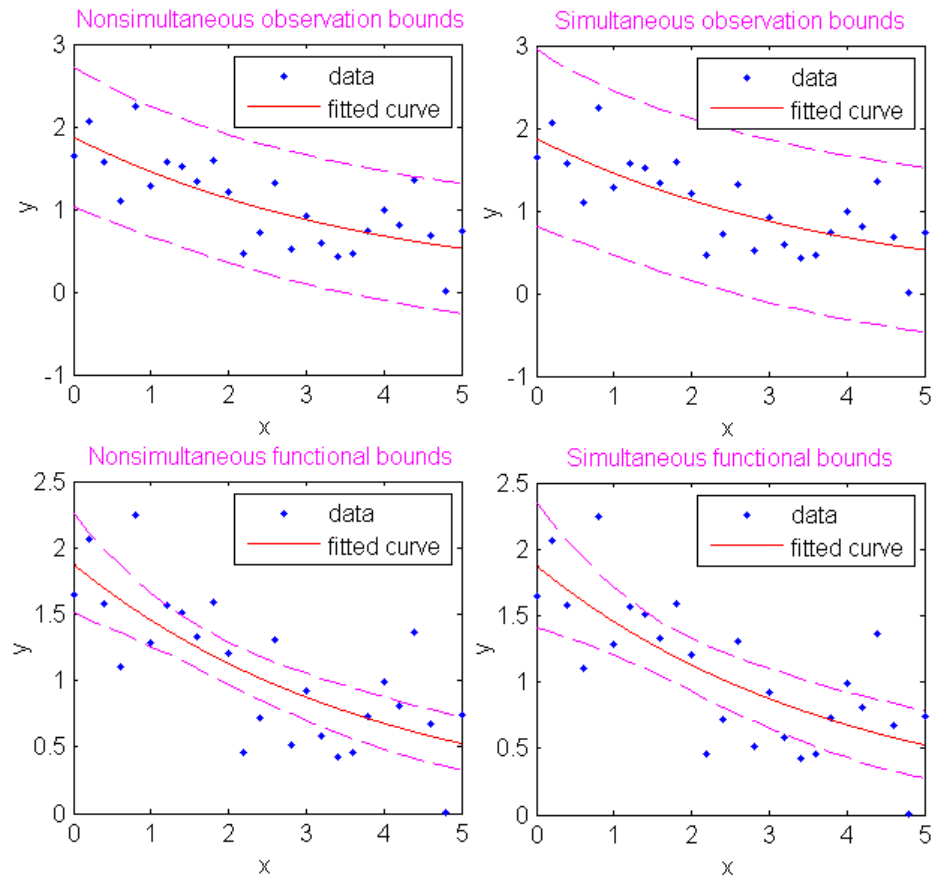 Nonsimultaneous observation bounds
3
2
1
0
-1
y
data
fitted curve
0 1 2 3 4 5
x
Simultaneous observation bounds
3
2
1
0
-1
y
data
fitted curve
0 1 2 3 4 5
x
Nonsimultaneous functional bounds
2.5
2
1.5
1
0.5
0
y
data
fitted curve
0 1 2 3 4 5
x
Simultaneous functional bounds
2.5
2
1.5
1
0.5
0
y
data
fitted curve
0 1 2 3 4 5
x